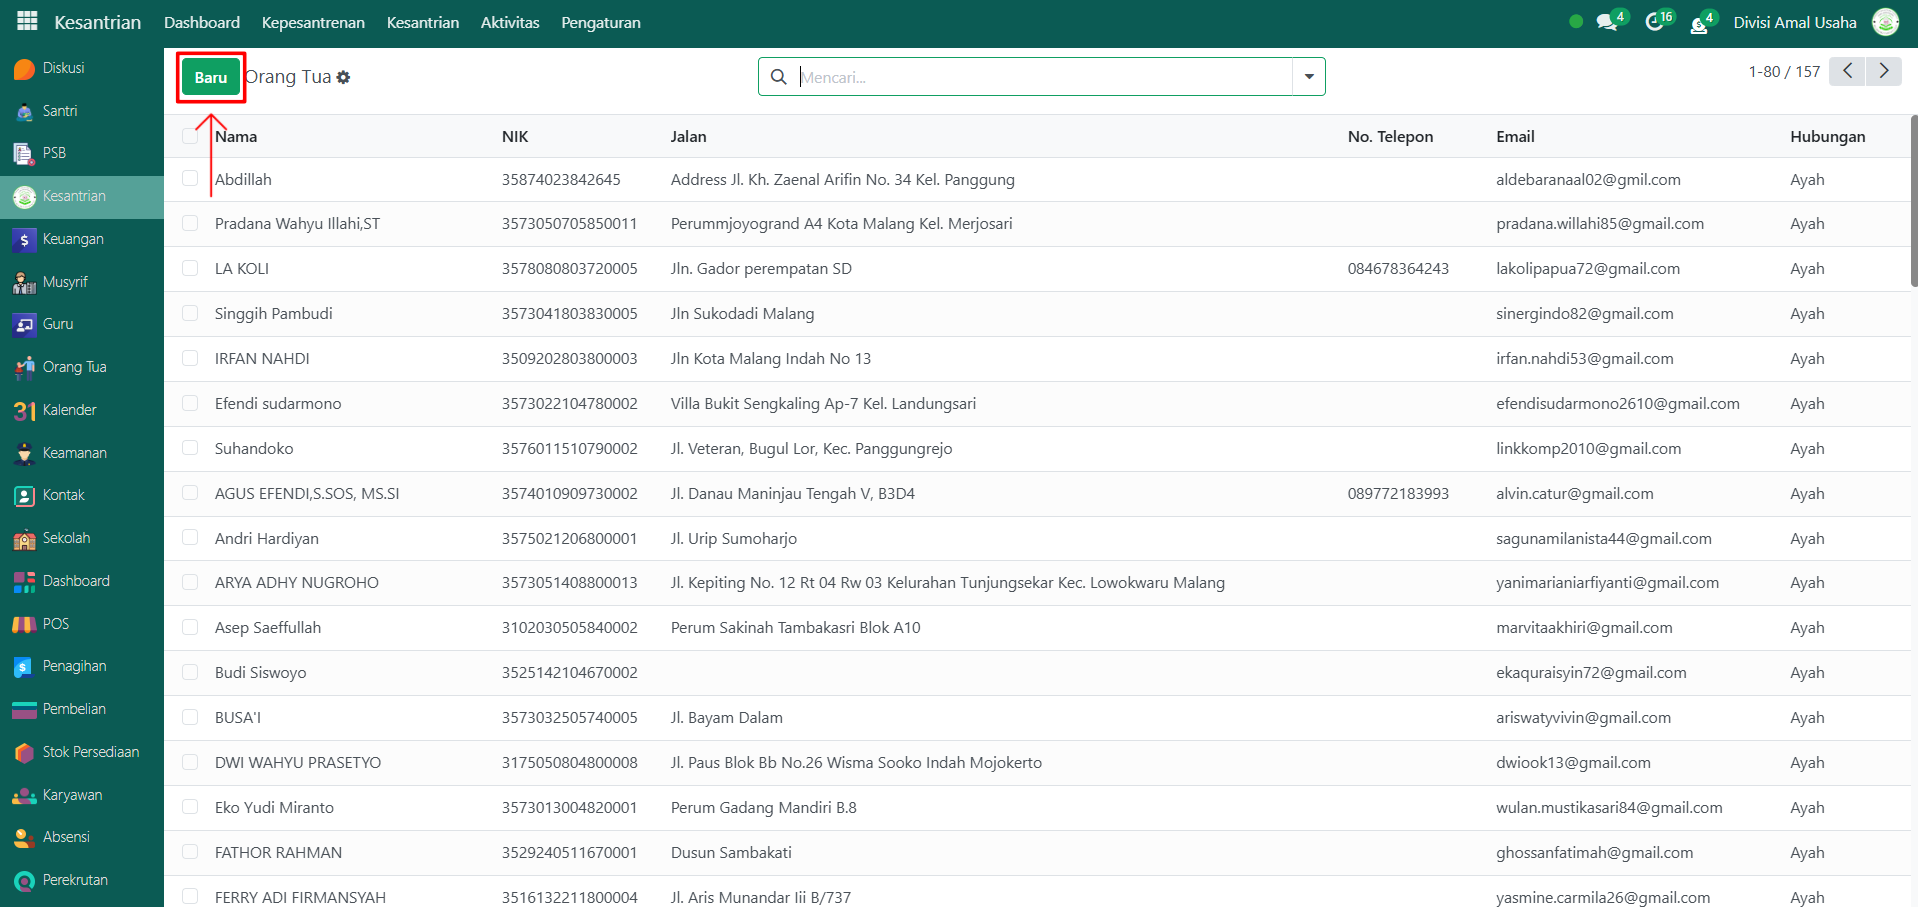 Kesantrian Dashboard Kepesantrenan Kesantrian Aktivitas Pengaturan 4 16 4 Divisi Amal Usaha
Diskusi
Santri
PSB
Kesantrian
Keuangan
Musyrif
Guru
Orang Tua
Kalender
Keamanan
Kontak
Sekolah
Dashboard
POS
Penagihan
Pembelian
Stok Persediaan
Karyawan
Absensi
Perekrutan
Baru Orang Tua Mencari... 1-80 / 157
Nama NIK Jalan No. Telepon Email Hubungan
Abdillah 35874023842645 Address Jl. Kh. Zaenal Arifin No. 34 Kel. Panggung aldebaranaal02@gmil.com Ayah
Pradana Wahyu Illahi,ST 3573050705850011 Perummjoyogrand A4 Kota Malang Kel. Merjosari pradana.willahi85@gmail.com Ayah
LA KOLI 3578080803720005 Jln. Gador perempatan SD 084678364243 lakolipapua72@gmail.com Ayah
Singgih Pambudi 3573041803830005 Jln Sukodadi Malang sinergindo82@gmail.com Ayah
IRFAN NAHDI 3509202803800003 Jln Kota Malang Indah No 13 irfan.nahdi53@gmail.com Ayah
Efendi sudarmono 3573022104780002 Villa Bukit Sengkaling Ap-7 Kel. Landungsari efendisudarmono2610@gmail.com Ayah
Suhandoko 3576011510790002 Jl. Veteran, Bugul Lor, Kec. Panggungrejo linkkomp2010@gmail.com Ayah
AGUS EFENDI,S.SOS, MS.SI 3574010909730002 Jl. Danau Maninjau Tengah V, B3D4 089772183993 alvin.catur@gmail.com Ayah
Andri Hardiyan 3575021206800001 Jl. Urip Sumoharjo sagunamilanista44@gmail.com Ayah
ARYA ADHY NUGROHO 3573051408800013 Jl. Kepiting No. 12 Rt 04 Rw 03 Kelurahan Tunjungsekar Kec. Lowokwaru Malang yanimarianiarfiyanti@gmail.com Ayah
Asep Saeffullah 3102030505840002 Perum Sakinah Tambakasri Blok A10 marvitaakhiri@gmail.com Ayah
Budi Siswoyo 3525142104670002 ekaquraisyin72@gmail.com Ayah
BUSA'I 3573032505740005 Jl. Bayam Dalam ariswatyvivin@gmail.com Ayah
DWI WAHYU PRASETYO 3175050804800008 Jl. Paus Blok Bb No.26 Wisma Sooko Indah Mojokerto dwiook13@gmail.com Ayah
Eko Yudi Miranto 3573013004820001 Perum Gadang Mandiri B.8 wulan.mustikasari84@gmail.com Ayah
FATHOR RAHMAN 3529240511670001 Dusun Sambakati ghossanfatimah@gmail.com Ayah
FERRY ADI FIRMANSYAH 3516132211800004 Jl. Aris Munandar Iii B/737 yasmine.carmila26@gmail.com Ayah